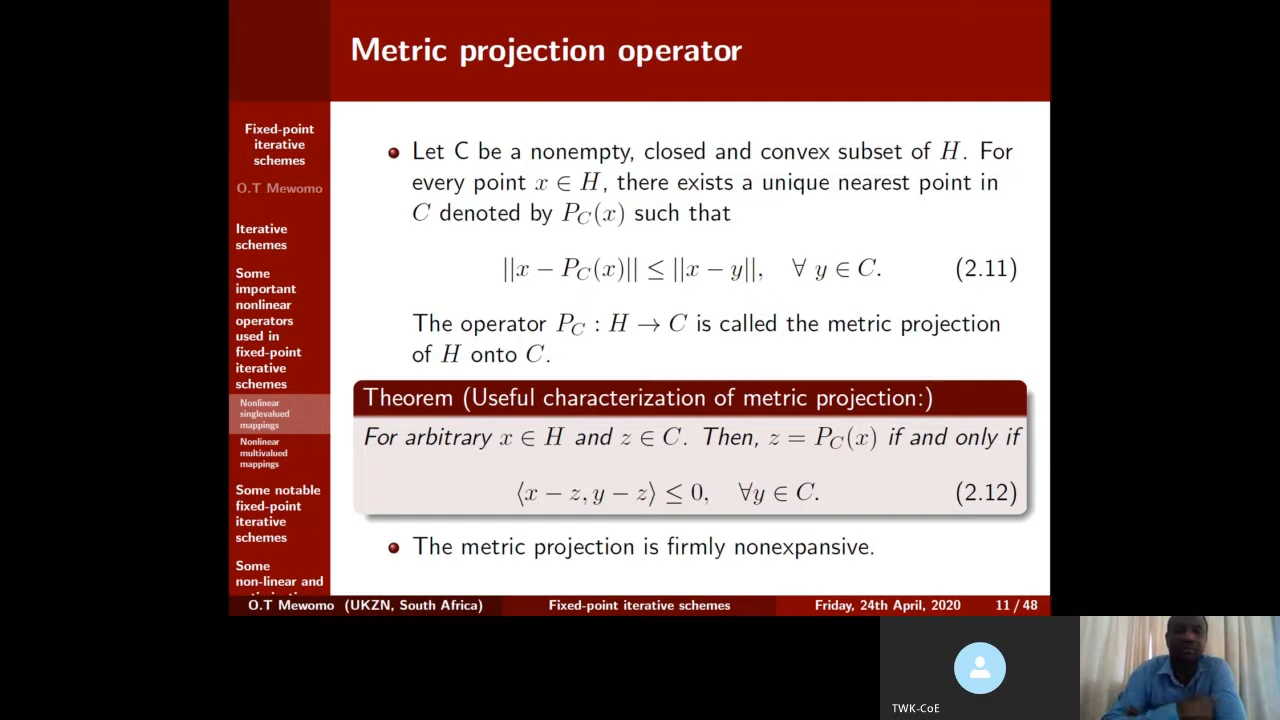 Metric projection operator
Fixed-point
iterative
schemes
O.T Mewomo
Iterative
schemes
Some
important
nonlinear
operators
used in
fixed-point
iterative
schemes
Nonlinear
singlevalued
mappings
Nonlinear
multivalued
mappings
Some notable
fixed-point
iterative
schemes
Some
non-linear and
Let C be a nonempty, closed and convex subset of H. For
every point x ∈ H, there exists a unique nearest point in
C denoted by P_C(x) such that
||x − P_C(x)|| ≤ ||x − y||, ∀ y ∈ C. (2.11)
The operator P_C : H → C is called the metric projection
of H onto C.
Theorem (Useful characterization of metric projection:)
For arbitrary x ∈ H and z ∈ C. Then, z = P_C(x) if and only if
⟨x − z, y − z⟩ ≤ 0, ∀y ∈ C. (2.12)
The metric projection is firmly nonexpansive.
O.T Mewomo (UKZN, South Africa) Fixed-point iterative schemes Friday, 24th April, 2020 11 / 48
TWK-CoE